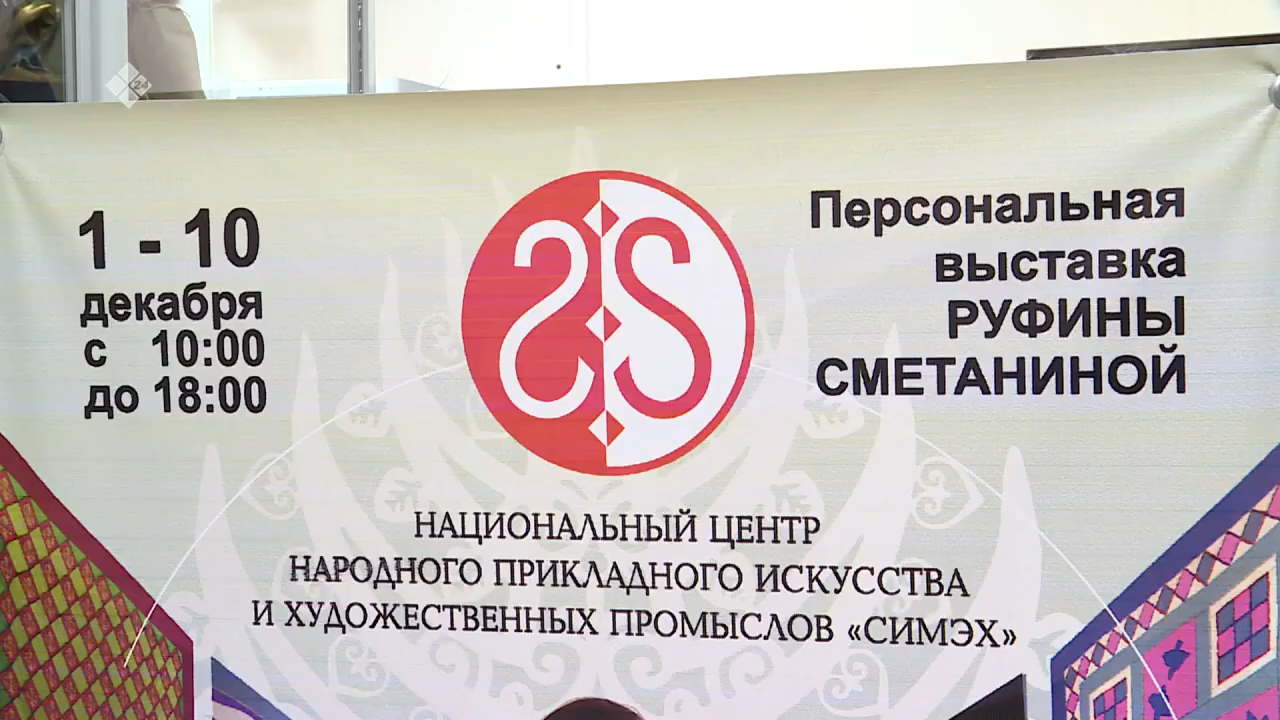 1 - 10
декабря
с 10:00
до 18:00
Персональная
выставка
РУФИНЫ
СМЕТАНИНОЙ
НАЦИОНАЛЬНЫЙ ЦЕНТР
НАРОДНОГО ПРИКЛАДНОГО ИСКУССТВА
И ХУДОЖЕСТВЕННЫХ ПРОМЫСЛОВ «СИМЭХ»